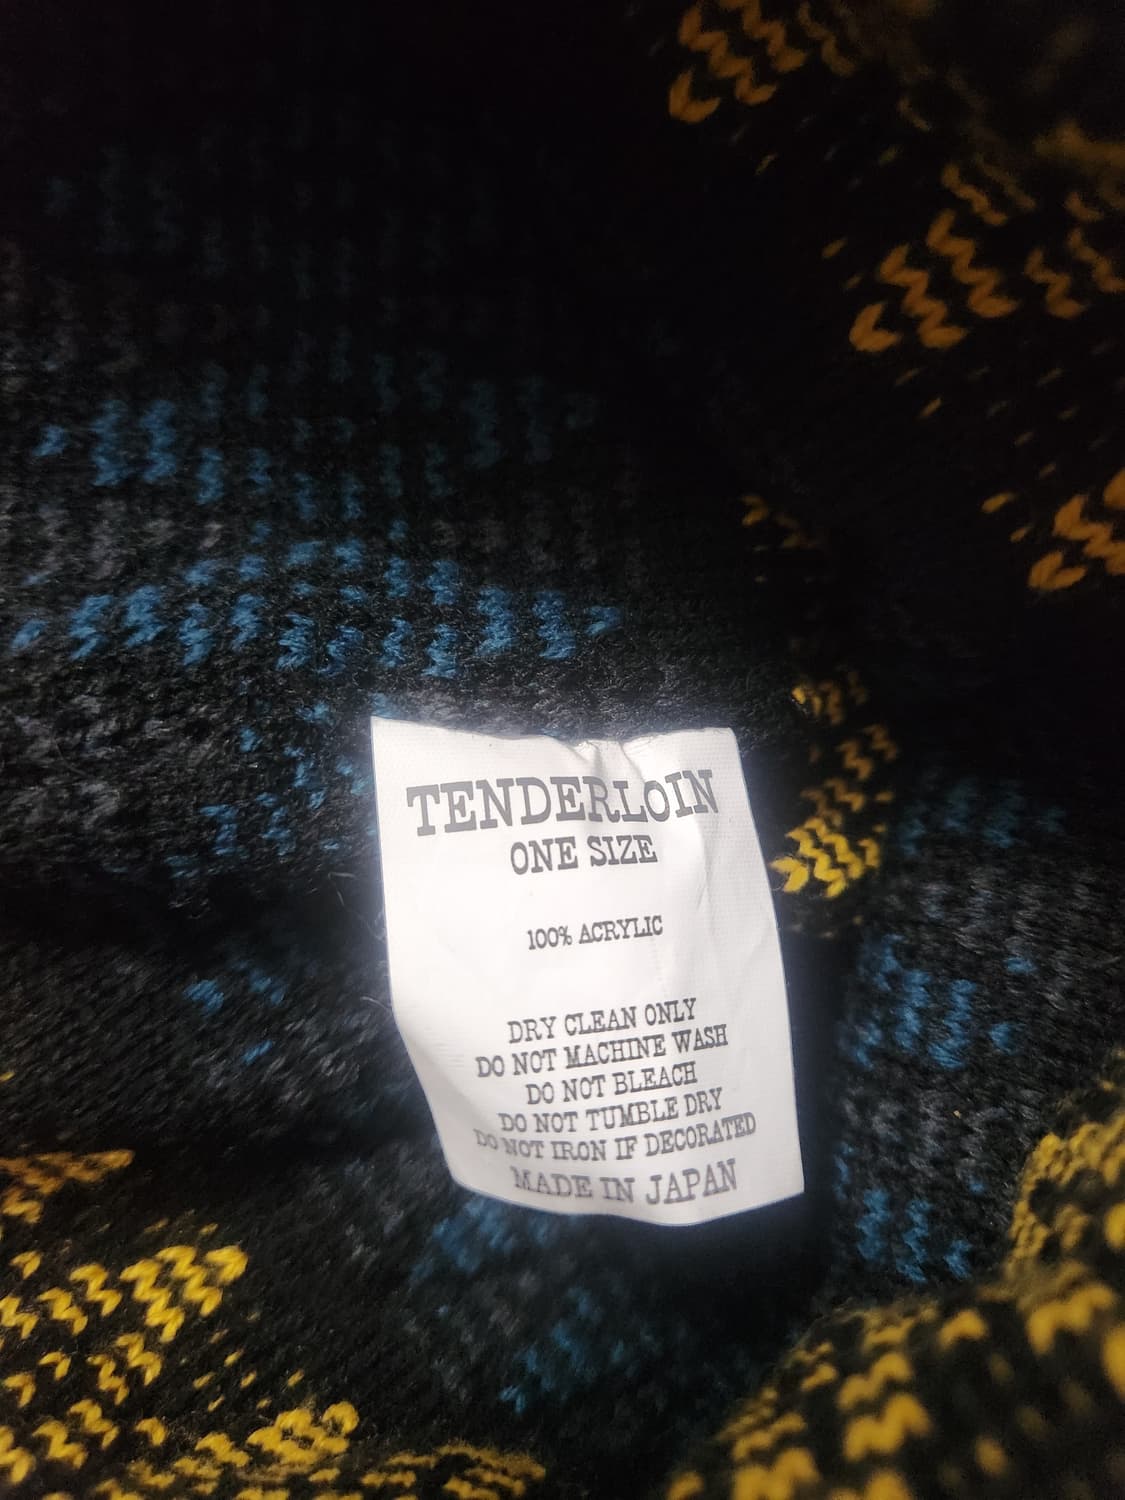 TENDERLOIN
ONE SIZE
100% ACRYLIC
DRY CLEAN ONLY
DO NOT MACHINE WASH
DO NOT BLEACH
DO NOT TUMBLE DRY
DO NOT IRON IF DECORATED
MADE IN JAPAN